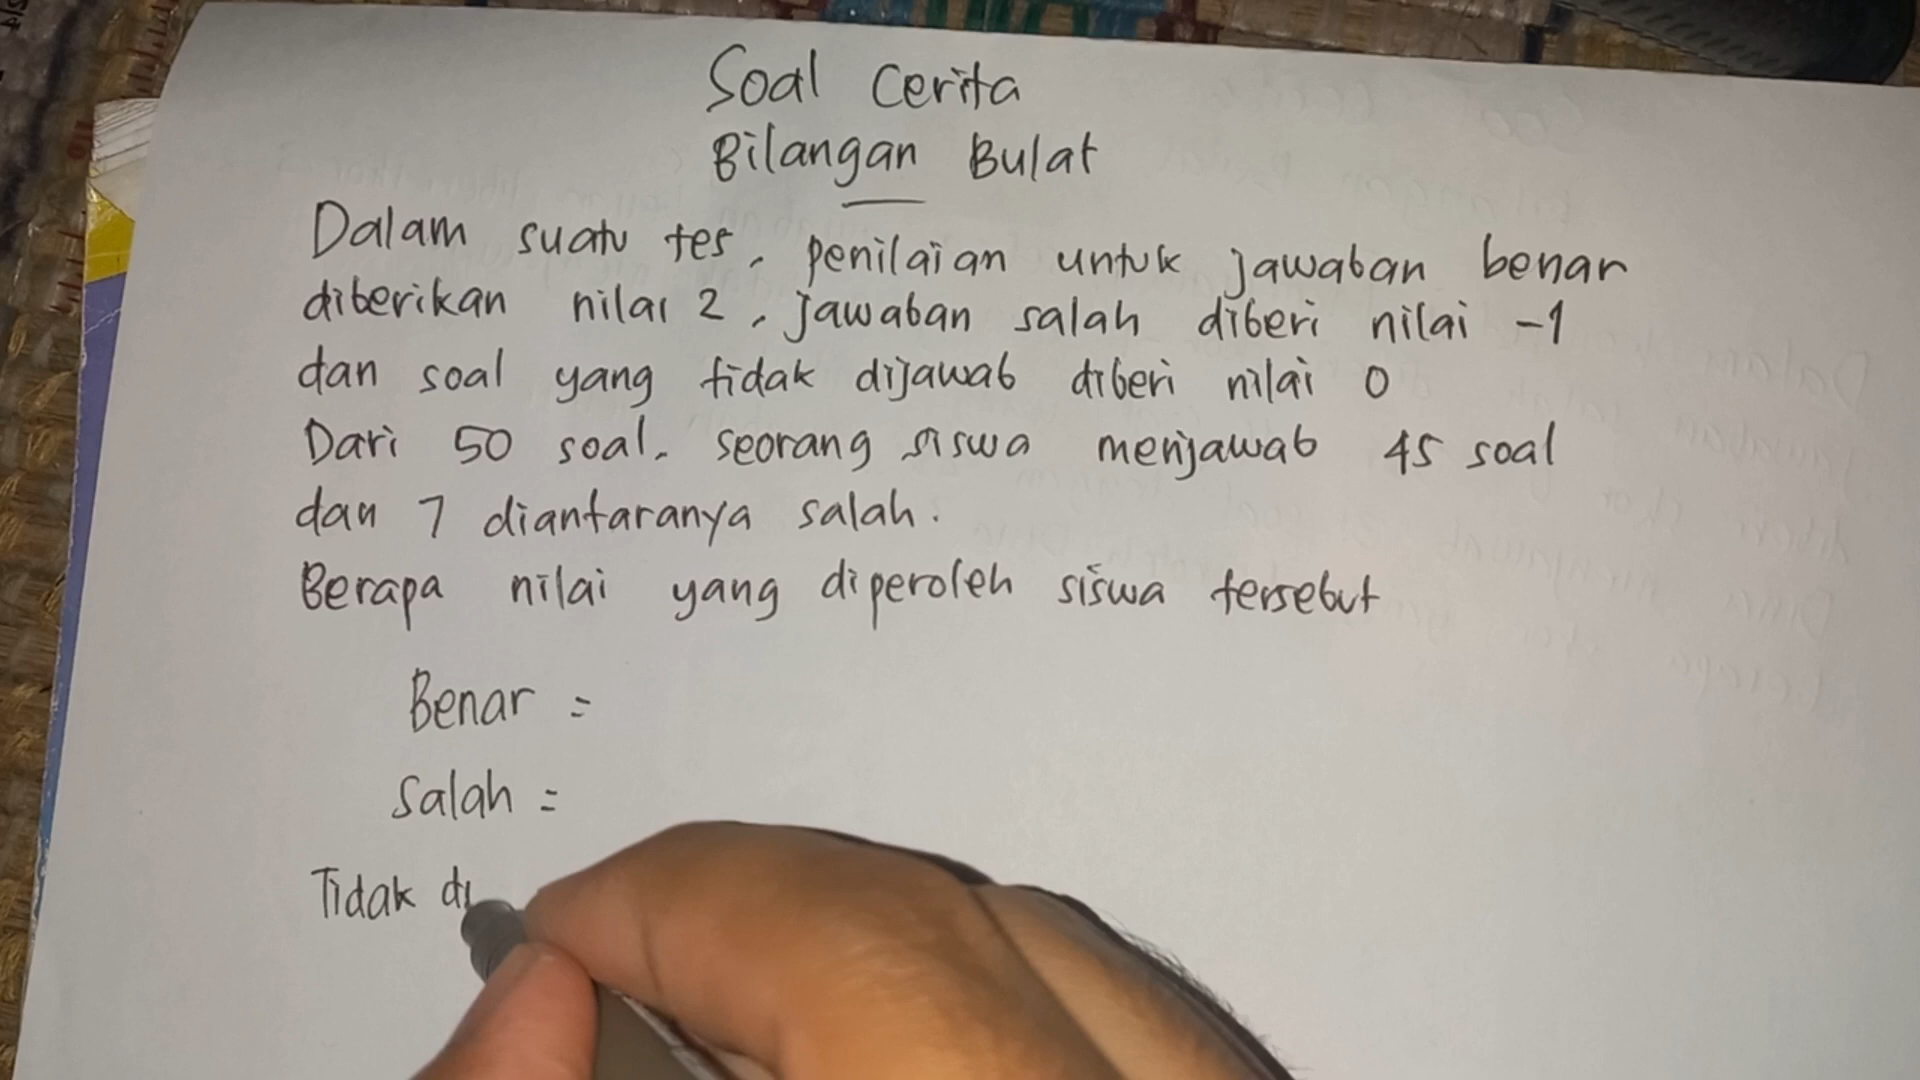 Soal Cerita
Bilangan Bulat
Dalam suatu tes, penilaian untuk jawaban benar
diberikan nilai 2, jawaban salah diberi nilai -1
dan soal yang tidak dijawab diberi nilai 0
Dari 50 soal, seorang siswa menjawab 45 soal
dan 7 diantaranya salah.
Berapa nilai yang diperoleh siswa tersebut
Benar =
Salah =
Tidak di